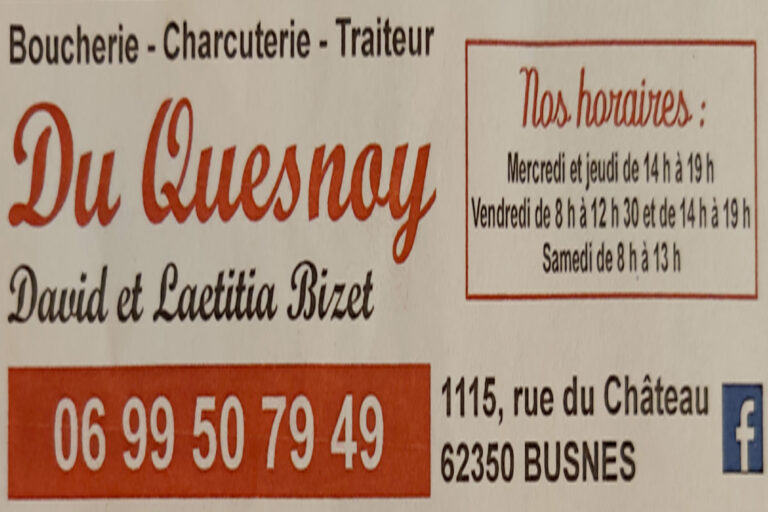 Boucherie - Charcuterie - Traiteur
Du Quesnoy
David et Laetitia Bizet
06 99 50 79 49
Nos horaires :
Mercredi et jeudi de 14 h à 19 h
Vendredi de 8 h à 12 h 30 et de 14 h à 19 h
Samedi de 8 h à 13 h
1115, rue du Château
62350 BUSNES
f